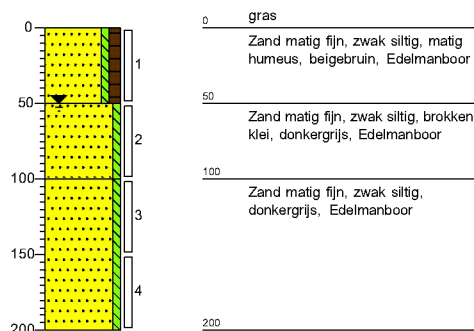 0
50
100
150
200
1
2
3
4
0
gras
Zand matig fijn, zwak siltig, matig
humeus, beigebruin, Edelmanboor
50
Zand matig fijn, zwak siltig, brokken
klei, donkergrijs, Edelmanboor
100
Zand matig fijn, zwak siltig,
donkergrijs, Edelmanboor
200